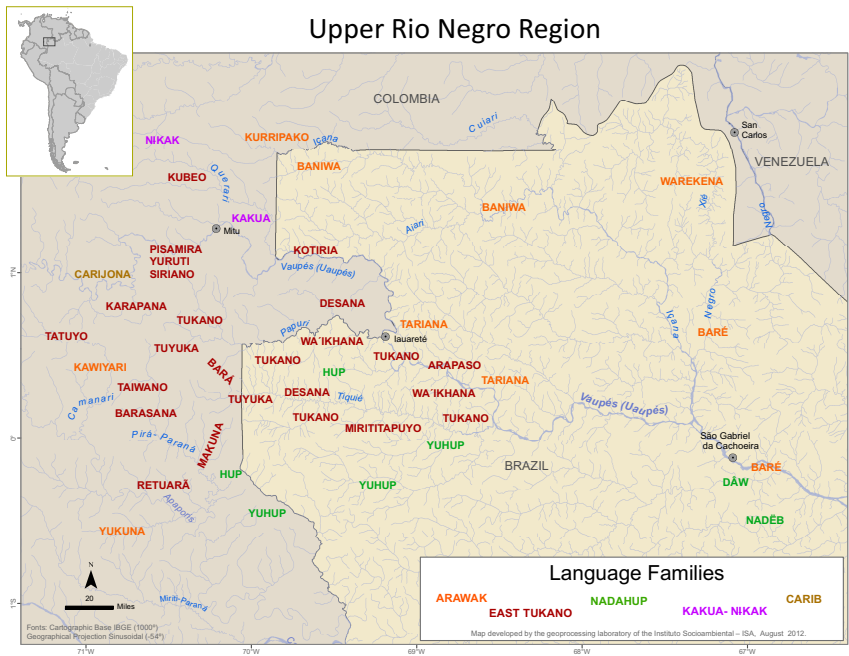 Upper Rio Negro Region
COLOMBIA
Cuiari
San
Carlos
NIKAK
KURRIPAKO
Içana
VENEZUELA
BANIWA
KUBEO
Querari
WAREKENA
Xié
BANIWA
Negro
KAKUA
Mitu
Aiari
PISAMIRA
YURUTI
SIRIANO
KOTIRIA
CARIJONA
Vaupés (Uaupés)
1°N
KARAPANA
DESANA
Negro
TUKANO
Papurí
TARIANA
Içana
BARÉ
TATUYO
WA'IKHANA
Iauareté
TUYUKA
TUKANO
TUKANO
KAWIYARI
BARÁ
HUP
ARAPASO
TARIANA
TAIWANO
TUYUKA
DESANA
Tiquié
WA'IKHANA
Camanari
BARASANA
TUKANO
TUKANO
Vaupés (Uaupés)
MIRITITAPUYO
Pirá-Paraná
MAKUNA
YUHUP
São Gabriel
da Cachoeira
0°
BRAZIL
BARÉ
HUP
RETUARÃ
YUHUP
DÂW
Apaporis
YUHUP
NADËB
YUKUNA
N
20
Miles
Miriti-Paraná
1°S
Language Families
ARAWAK
EAST TUKANO
NADAHUP
KAKUA- NIKAK
CARIB
Map developed by the geoprocessing laboratory of the Instituto Socioambiental – ISA, August 2012.
Fonts: Cartographic Base IBGE (1000°)
Geographical Projection Sinusoidal (-54°)
71°W
70°W
69°W
68°W
67°W